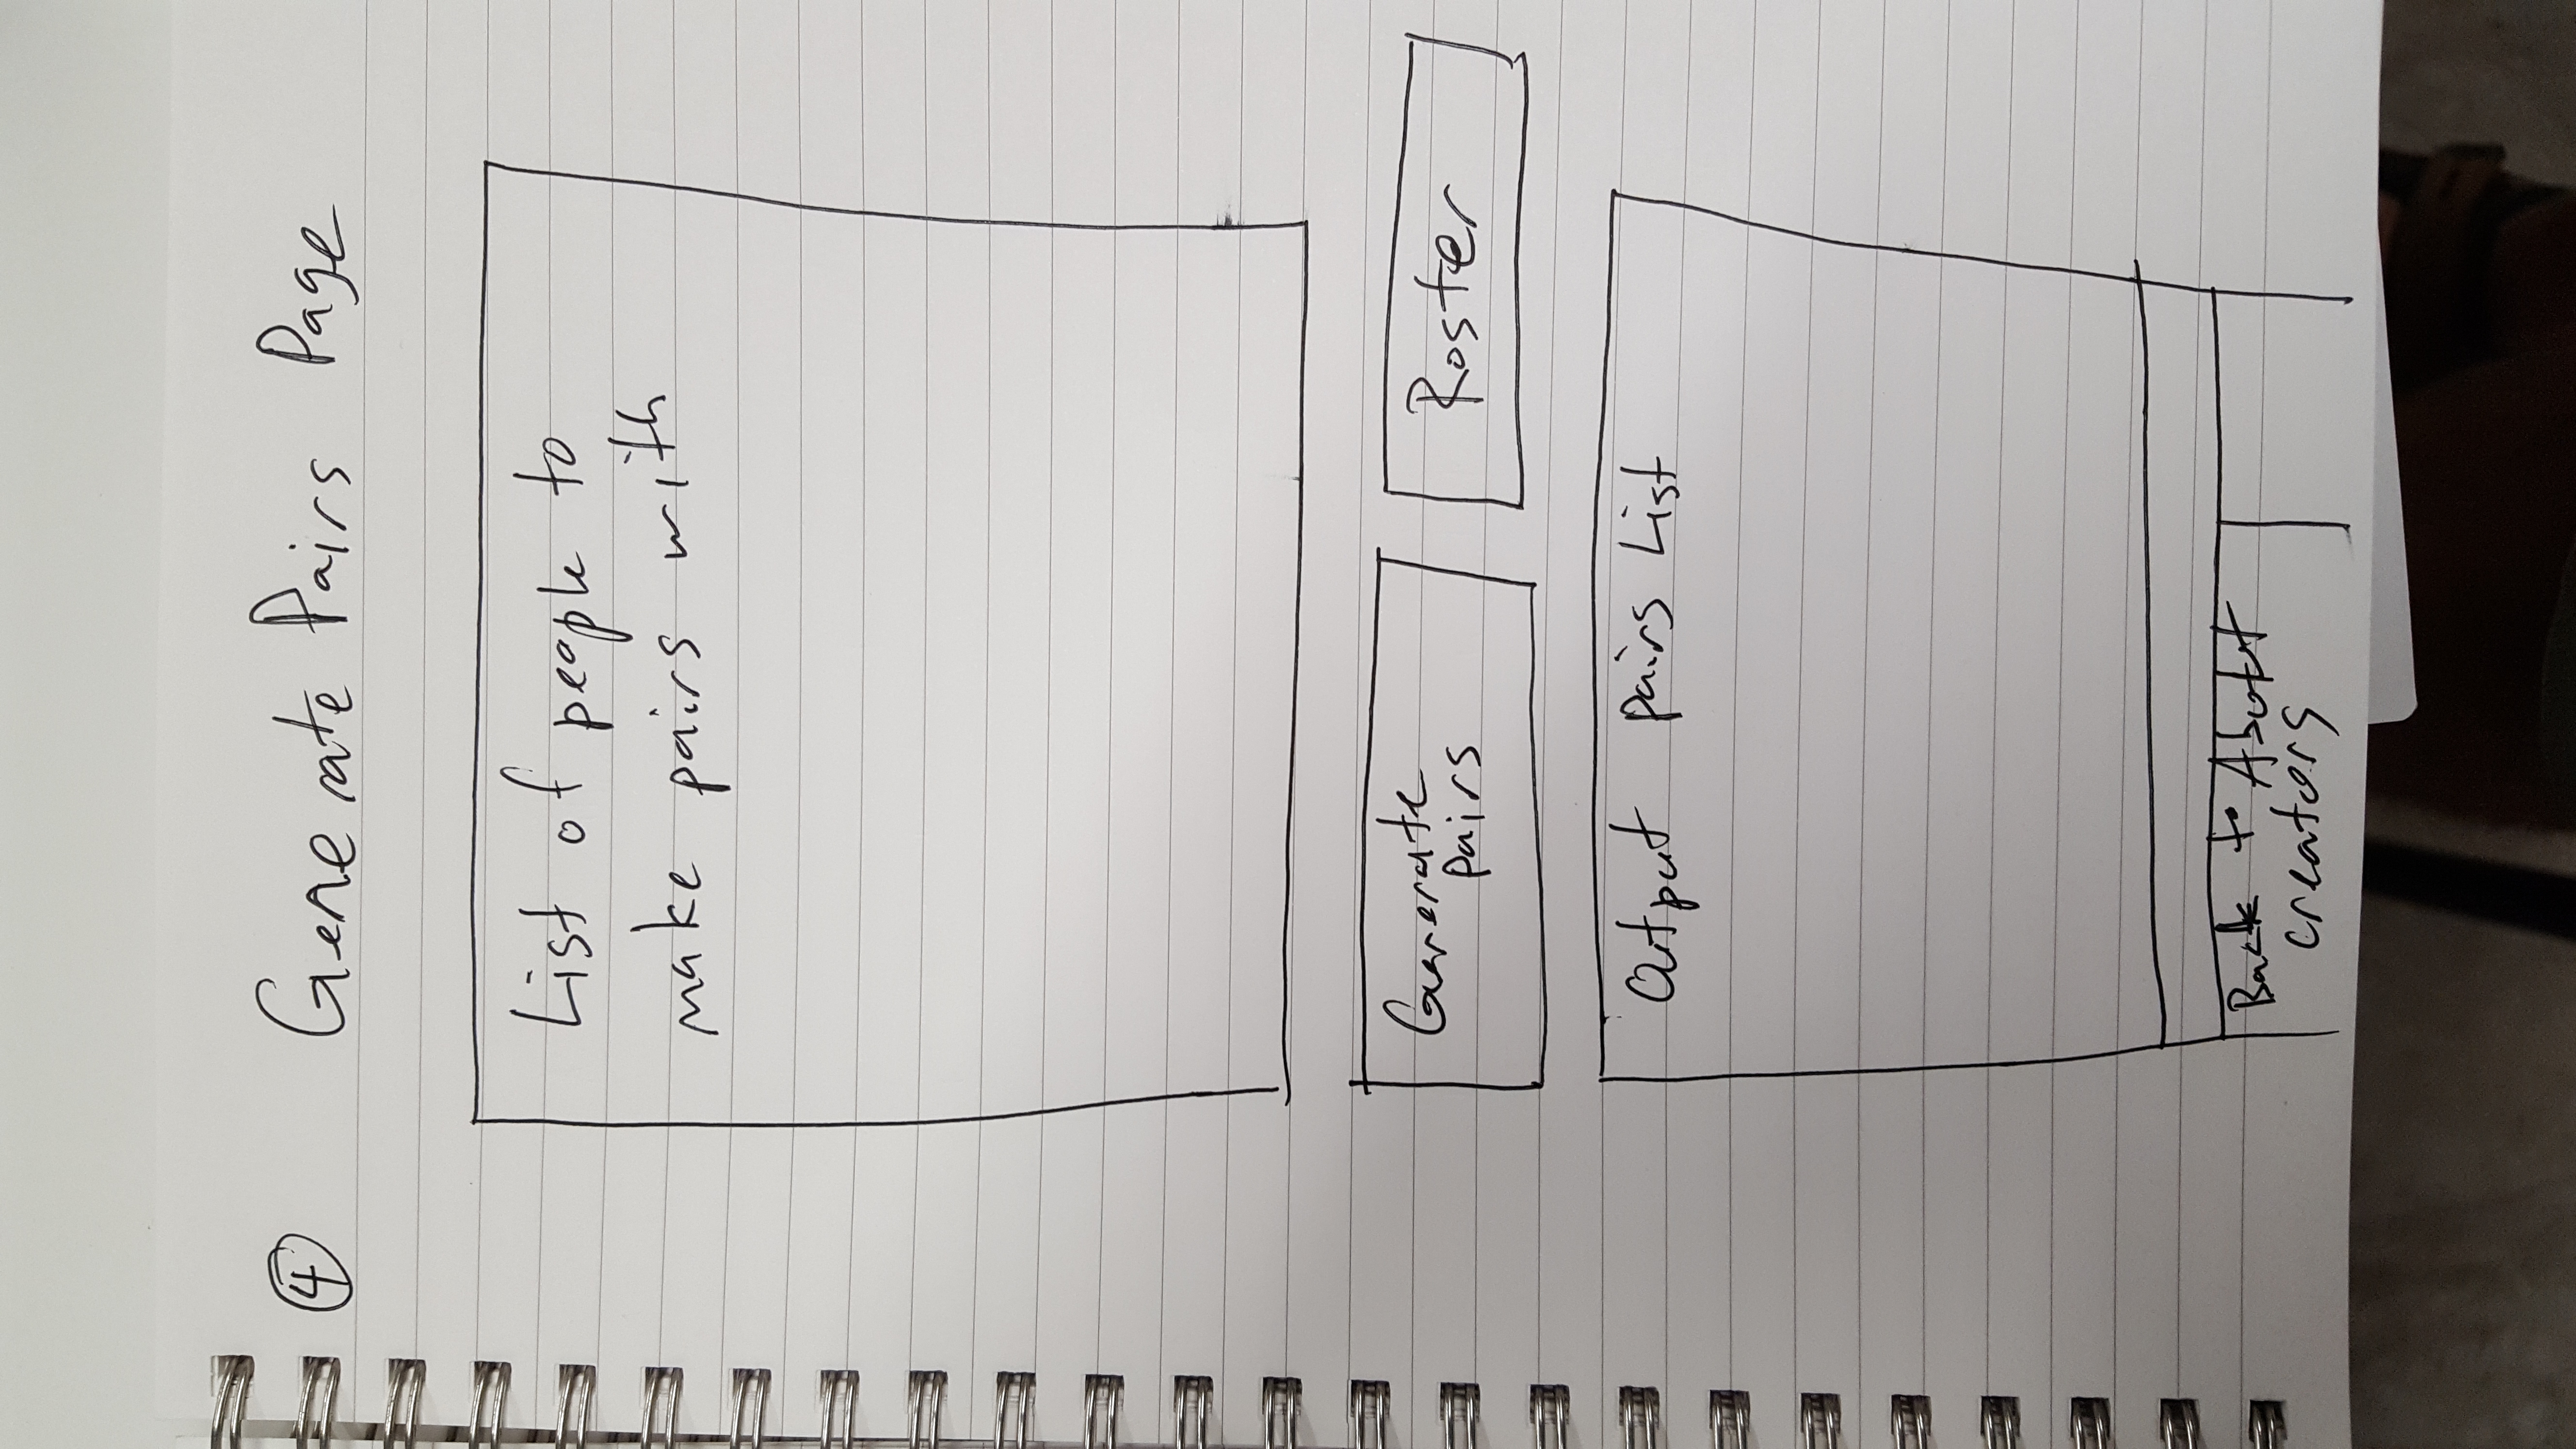 ④ Generate Pairs Page
List of people to
make pairs with
Generate
pairs
Roster
Output pairs List
Back to About
creators